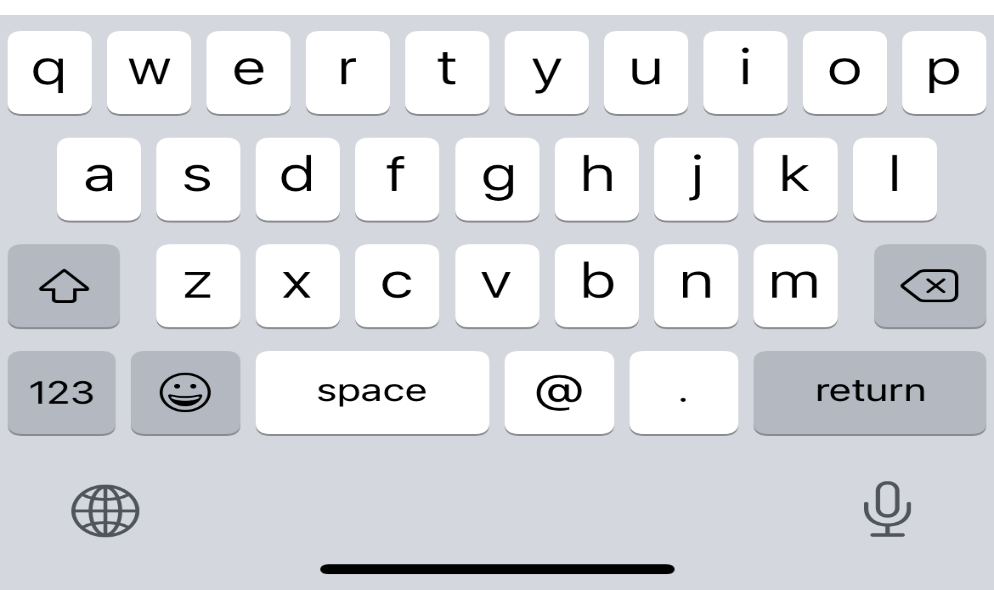 q w e r t y u i o p
a s d f g h j k l
z x c v b n m
123 space @ . return